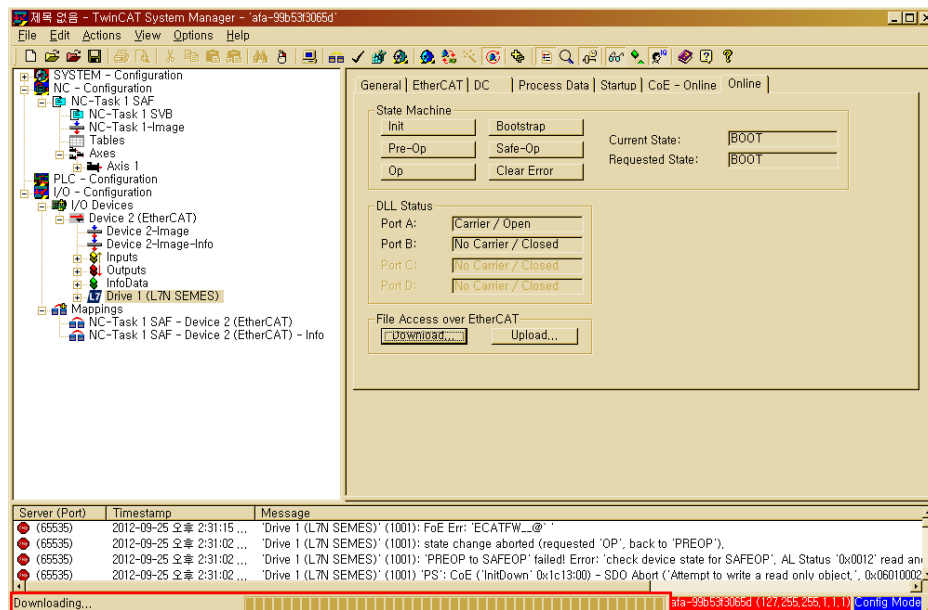 제목 없음 - TwinCAT System Manager - 'afa-99b53f3065d'
File Edit Actions View Options Help
SYSTEM - Configuration
NC - Configuration
NC-Task 1 SAF
NC-Task 1 SVB
NC-Task 1-Image
Tables
Axes
Axis 1
PLC - Configuration
I/O - Configuration
I/O Devices
Device 2 (EtherCAT)
Device 2-Image
Device 2-Image-Info
Inputs
Outputs
InfoData
L7 Drive 1 (L7N SEMES)
Mappings
NC-Task 1 SAF - Device 2 (EtherCAT)
NC-Task 1 SAF - Device 2 (EtherCAT) - Info
General EtherCAT DC Process Data Startup CoE - Online Online
State Machine
Init Bootstrap
Pre-Op Safe-Op
Op Clear Error
Current State: BOOT
Requested State: BOOT
DLL Status
Port A: Carrier / Open
Port B: No Carrier / Closed
Port C: No Carrier / Closed
Port D: No Carrier / Closed
File Access over EtherCAT
Download... Upload...
Server (Port) Timestamp Message
(65535) 2012-09-25 오후 2:31:15 ... 'Drive 1 (L7N SEMES)' (1001): FoE Err: 'ECATFW__@` '
(65535) 2012-09-25 오후 2:31:02 ... 'Drive 1 (L7N SEMES)' (1001): state change aborted (requested 'OP', back to 'PREOP').
(65535) 2012-09-25 오후 2:31:02 ... 'Drive 1 (L7N SEMES)' (1001): 'PREOP to SAFEOP' failed! Error: 'check device state for SAFEOP', AL Status '0x0012' read and
(65535) 2012-09-25 오후 2:31:02 ... 'Drive 1 (L7N SEMES)' (1001) 'PS': CoE ('InitDown' 0x1c13:00) - SDO Abort ('Attempt to write a read only object.', 0x06010002
Downloading... afa-99b53f3065d (127,255,255,1,1,1) Config Mode